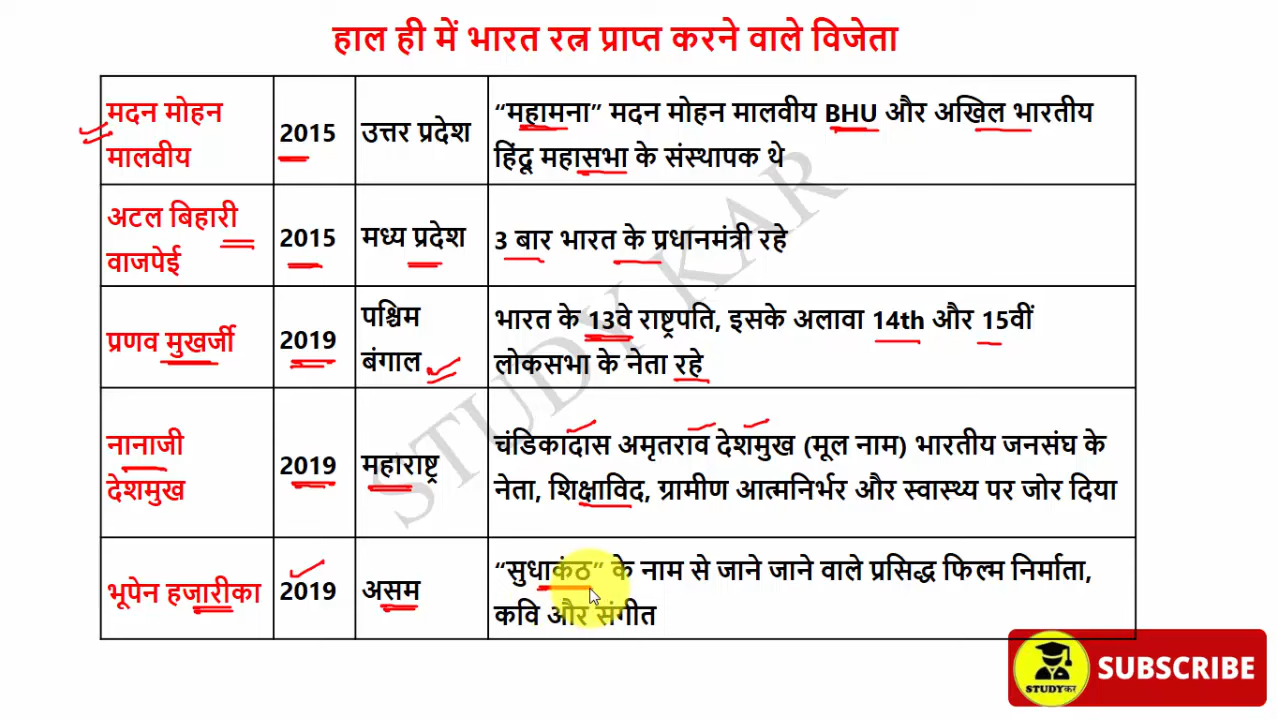 हाल ही में भारत रत्न प्राप्त करने वाले विजेता
मदन मोहन
मालवीय
2015
उत्तर प्रदेश
“महामना” मदन मोहन मालवीय BHU और अखिल भारतीय
हिंदू महासभा के संस्थापक थे
अटल बिहारी
वाजपेई
2015
मध्य प्रदेश
3 बार भारत के प्रधानमंत्री रहे
प्रणव मुखर्जी
2019
पश्चिम
बंगाल
भारत के 13वे राष्ट्रपति, इसके अलावा 14th और 15वीं
लोकसभा के नेता रहे
नानाजी
देशमुख
2019
महाराष्ट्र
चंडिकादास अमृतराव देशमुख (मूल नाम) भारतीय जनसंघ के
नेता, शिक्षाविद, ग्रामीण आत्मनिर्भर और स्वास्थ्य पर जोर दिया
भूपेन हजारीका
2019
असम
“सुधाकंठ” के नाम से जाने जाने वाले प्रसिद्ध फिल्म निर्माता,
कवि और संगीत
STUDY KAR
STUDYकर
SUBSCRIBE